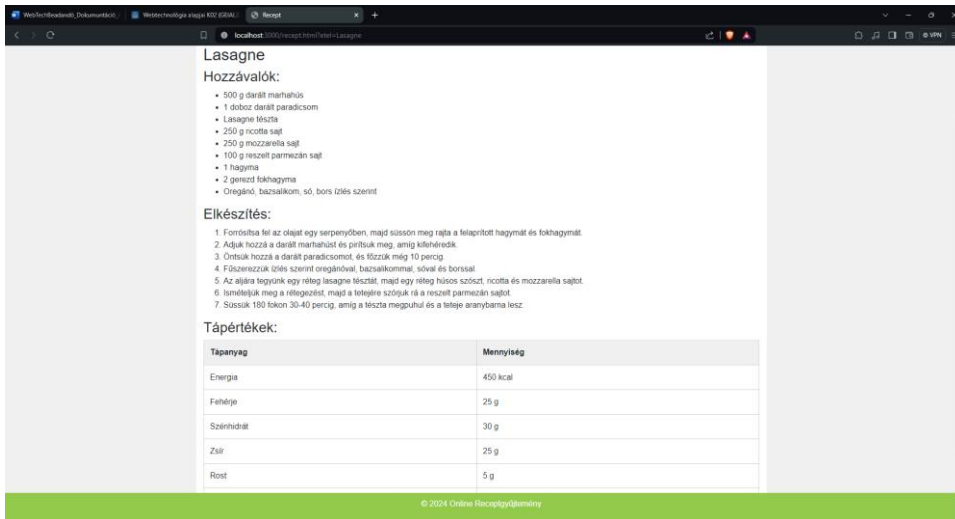 WebTechBeadandó_Dokumentáció
Webtechnológia alapjai K02 (GEIAL
Recept
localhost:3000/recept.html?etel=Lasagne
VPN
Lasagne
Hozzávalók:
• 500 g darált marhahús
• 1 doboz darált paradicsom
• Lasagne tészta
• 250 g ricotta sajt
• 250 g mozzarella sajt
• 100 g reszelt parmezán sajt
• 1 hagyma
• 2 gerezd fokhagyma
• Oregánó, bazsalikom, só, bors ízlés szerint
Elkészítés:
1. Forrósítsa fel az olajat egy serpenyőben, majd süssön meg rajta a felaprított hagymát és fokhagymát.
2. Adjuk hozzá a darált marhahúst és pirítsuk meg, amíg kifehéredik.
3. Öntsük hozzá a darált paradicsomot, és főzzük még 10 percig.
4. Fűszerezzük ízlés szerint oregánóval, bazsalikommal, sóval és borssal.
5. Az aljára tegyünk egy réteg lasagne tésztát, majd egy réteg húsos szószt, ricotta és mozzarella sajtot.
6. Ismételjük meg a rétegezést, majd a tetejére szórjuk rá a reszelt parmezán sajtot.
7. Süssük 180 fokon 30-40 percig, amíg a tészta megpuhul és a teteje aranybarna lesz.
Tápértékek:
Tápanyag Mennyiség
Energia 450 kcal
Fehérje 25 g
Szénhidrát 30 g
Zsír 25 g
Rost 5 g
© 2024 Online Receptgyűjtemény